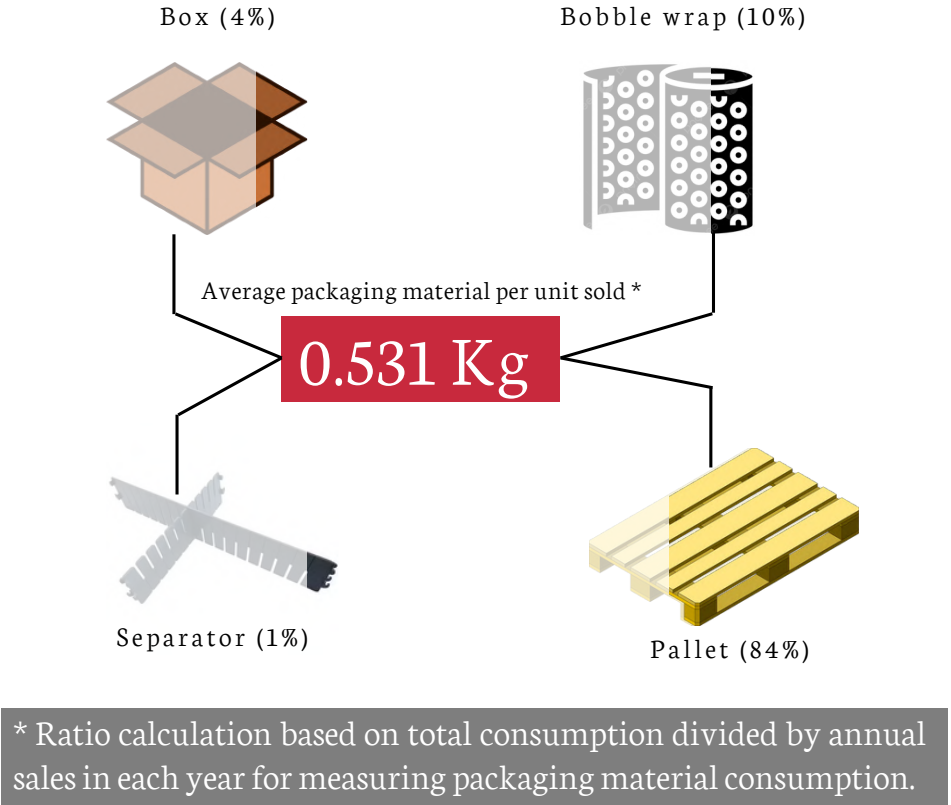 Box (4%)
Bobble wrap (10%)
Average packaging material per unit sold *
0.531 Kg
Separator (1%)
Pallet (84%)
* Ratio calculation based on total consumption divided by annual
sales in each year for measuring packaging material consumption.